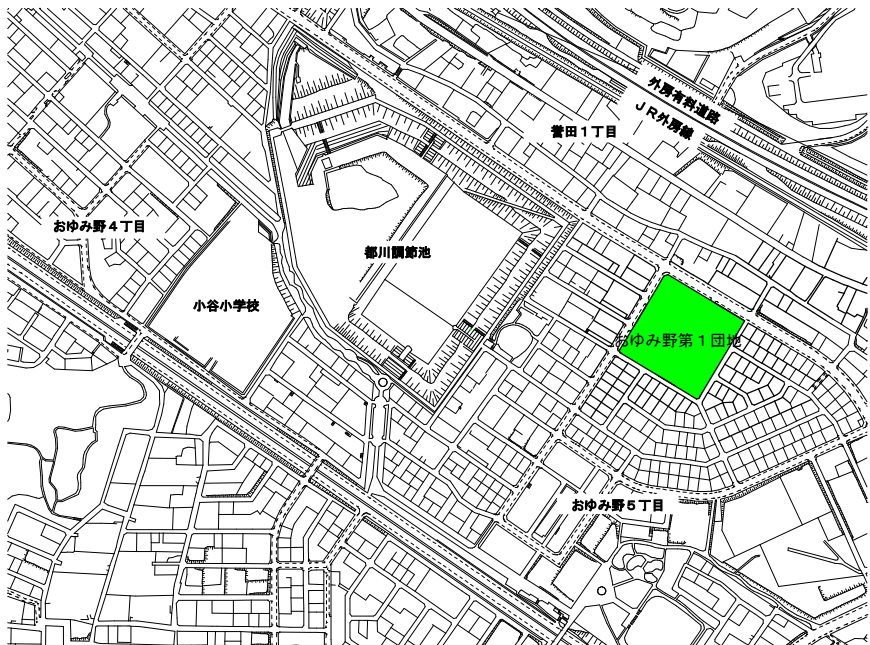 外房有料道路
JR外房線
誉田1丁目
おゆみ野4丁目
都川調節池
小谷小学校
おゆみ野第1団地
おゆみ野5丁目